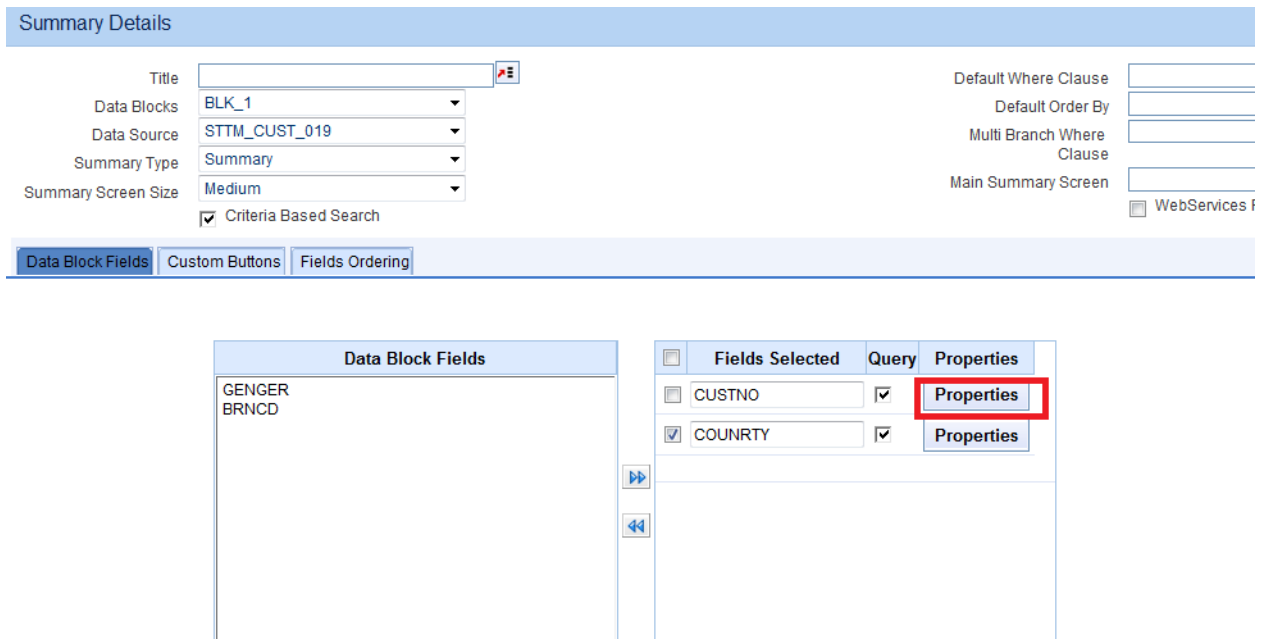 Summary Details
Title
Data Blocks BLK_1
Data Source STTM_CUST_019
Summary Type Summary
Summary Screen Size Medium
Criteria Based Search
Default Where Clause
Default Order By
Multi Branch Where
Clause
Main Summary Screen
WebServices
Data Block Fields Custom Buttons Fields Ordering
Data Block Fields
GENGER
BRNCD
Fields Selected Query Properties
CUSTNO Properties
COUNRTY Properties